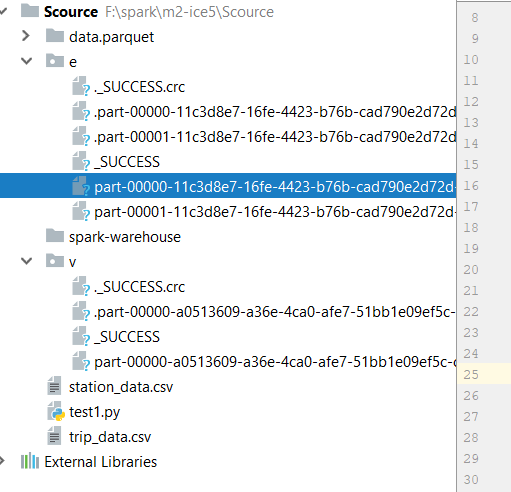 Scource F:\spark\m2-ice5\Scource
data.parquet
e
._SUCCESS.crc
.part-00000-11c3d8e7-16fe-4423-b76b-cad790e2d72d
.part-00001-11c3d8e7-16fe-4423-b76b-cad790e2d72d
_SUCCESS
part-00000-11c3d8e7-16fe-4423-b76b-cad790e2d72d-
part-00001-11c3d8e7-16fe-4423-b76b-cad790e2d72d-
spark-warehouse
v
._SUCCESS.crc
.part-00000-a0513609-a36e-4ca0-afe7-51bb1e09ef5c-
_SUCCESS
part-00000-a0513609-a36e-4ca0-afe7-51bb1e09ef5c-c
station_data.csv
test1.py
trip_data.csv
External Libraries
8
9
10
11
12
13
14
15
16
17
18
19
20
21
22
23
24
25
26
27
28
29
30